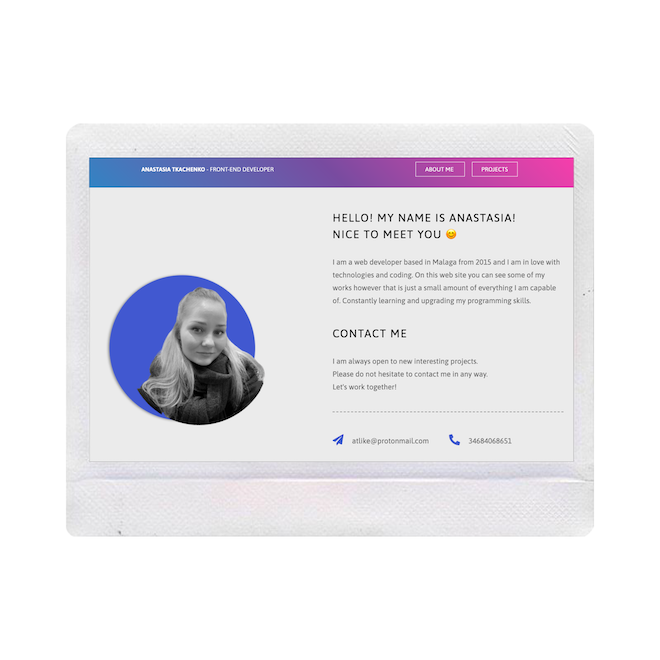 ANASTASIA TKACHENKO - FRONT-END DEVELOPER
ABOUT ME
PROJECTS
HELLO! MY NAME IS ANASTASIA!
NICE TO MEET YOU 😊
I am a web developer based in Malaga from 2015 and I am in love with
technologies and coding. On this web site you can see some of my
works however that is just a small amount of everything I am capable
of. Constantly learning and upgrading my programming skills.
CONTACT ME
I am always open to new interesting projects.
Please do not hesitate to contact me in any way.
Let's work together!
atlike@protonmail.com
34684068651